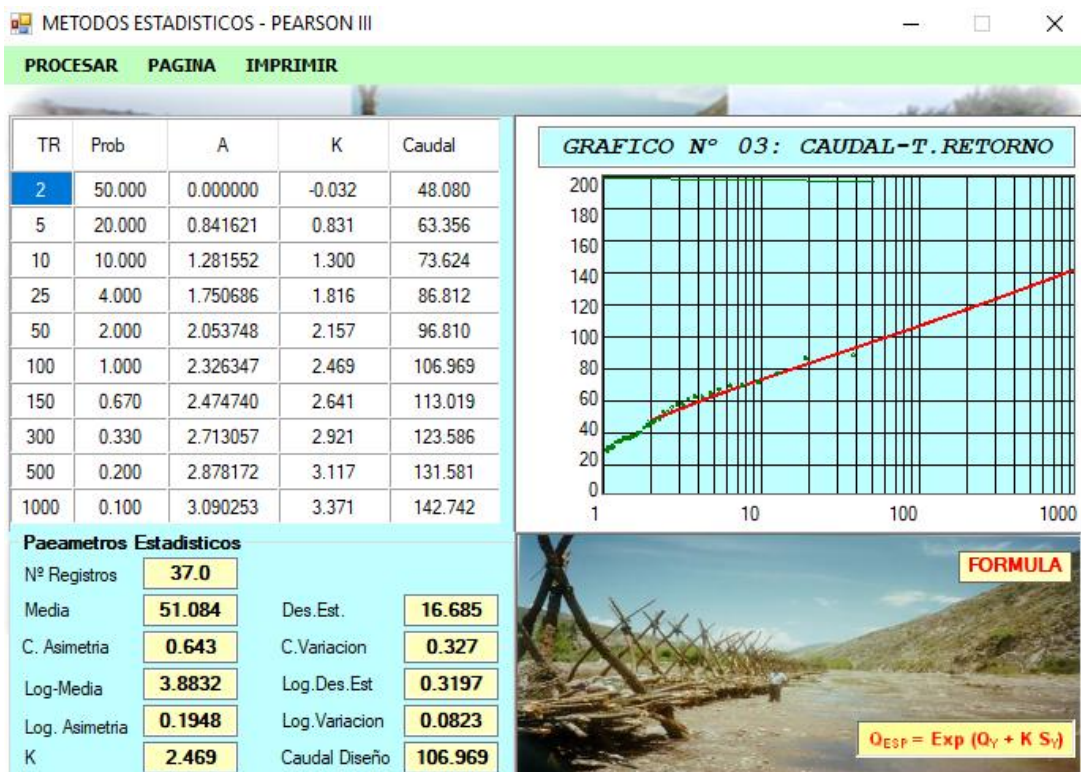 METODOS ESTADISTICOS - PEARSON III
PROCESAR PAGINA IMPRIMIR
TR Prob A K Caudal
2 50.000 0.000000 -0.032 48.080
5 20.000 0.841621 0.831 63.356
10 10.000 1.281552 1.300 73.624
25 4.000 1.750686 1.816 86.812
50 2.000 2.053748 2.157 96.810
100 1.000 2.326347 2.469 106.969
150 0.670 2.474740 2.641 113.019
300 0.330 2.713057 2.921 123.586
500 0.200 2.878172 3.117 131.581
1000 0.100 3.090253 3.371 142.742
GRAFICO Nº 03: CAUDAL-T.RETORNO
200
180
160
140
120
100
80
60
40
20
0
1 10 100 1000
Paeametros Estadisticos
Nº Registros 37.0
Media 51.084 Des.Est. 16.685
C. Asimetria 0.643 C.Variacion 0.327
Log-Media 3.8832 Log.Des.Est 0.3197
Log. Asimetria 0.1948 Log.Variacion 0.0823
K 2.469 Caudal Diseño 106.969
FORMULA
QESP = Exp (QY + K SY)